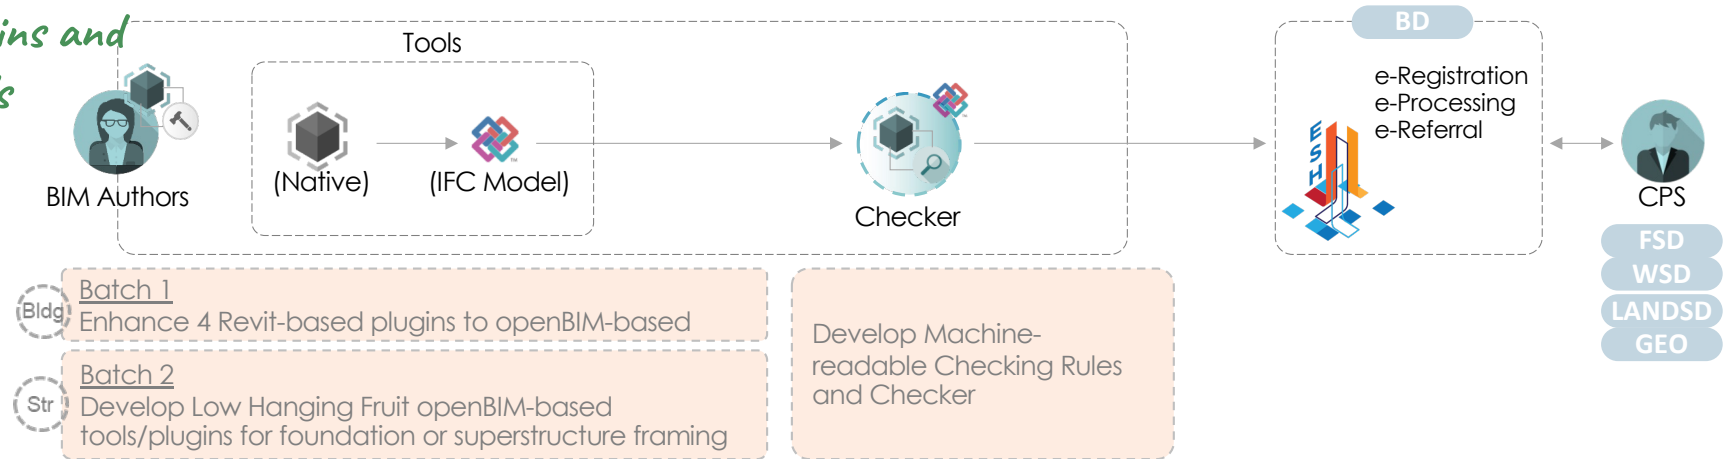 ins and
s
Tools
BD
e-Registration
e-Processing
e-Referral
ESH
BIM Authors
(Native)
(IFC Model)
Checker
CPS
FSD
WSD
LANDSD
GEO
Bldg
Batch 1
Enhance 4 Revit-based plugins to openBIM-based
Str
Batch 2
Develop Low Hanging Fruit openBIM-based
tools/plugins for foundation or superstructure framing
Develop Machine-
readable Checking Rules
and Checker